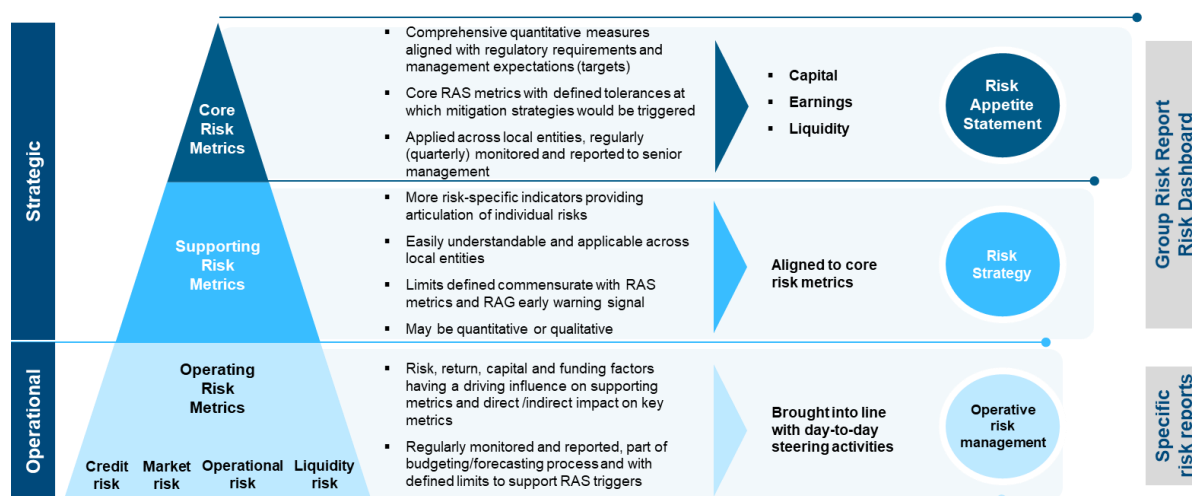 Strategic
Core
Risk
Metrics
▪ Comprehensive quantitative measures
aligned with regulatory requirements and
management expectations (targets)
▪ Core RAS metrics with defined tolerances at
which mitigation strategies would be triggered
▪ Applied across local entities, regularly
(quarterly) monitored and reported to senior
management
▪ Capital
▪ Earnings
▪ Liquidity
Risk
Appetite
Statement
Group Risk Report
Risk Dashboard
Supporting
Risk
Metrics
▪ More risk-specific indicators providing
articulation of individual risks
▪ Easily understandable and applicable across
local entities
▪ Limits defined commensurate with RAS
metrics and RAG early warning signal
▪ May be quantitative or qualitative
Aligned to core
risk metrics
Risk
Strategy
Operational
Operating
Risk
Metrics
Credit
risk
Market
risk
Operational
risk
Liquidity
risk
▪ Risk, return, capital and funding factors
having a driving influence on supporting
metrics and direct /indirect impact on key
metrics
▪ Regularly monitored and reported, part of
budgeting/forecasting process and with
defined limits to support RAS triggers
Brought into line
with day-to-day
steering activities
Operative
risk
management
Specific
risk reports